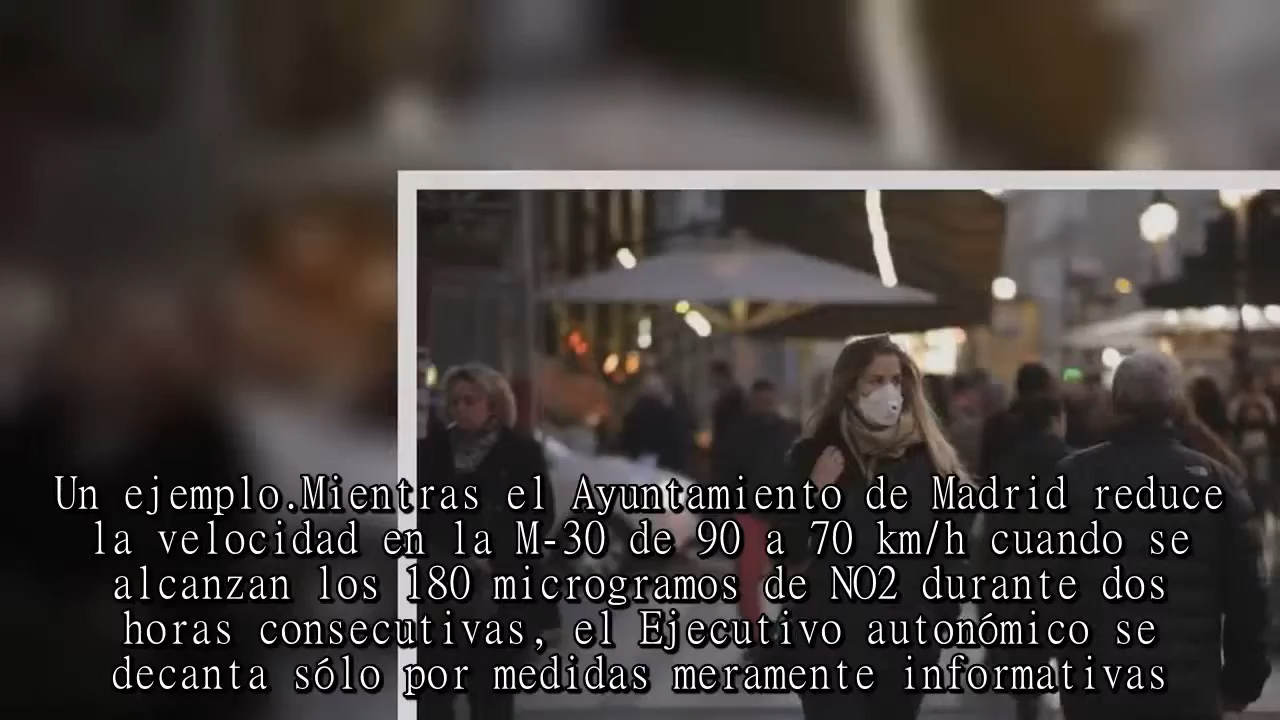 Un ejemplo.Mientras el Ayuntamiento de Madrid reduce
la velocidad en la M-30 de 90 a 70 km/h cuando se
alcanzan los 180 microgramos de NO2 durante dos
horas consecutivas, el Ejecutivo autonómico se
decanta sólo por medidas meramente informativas